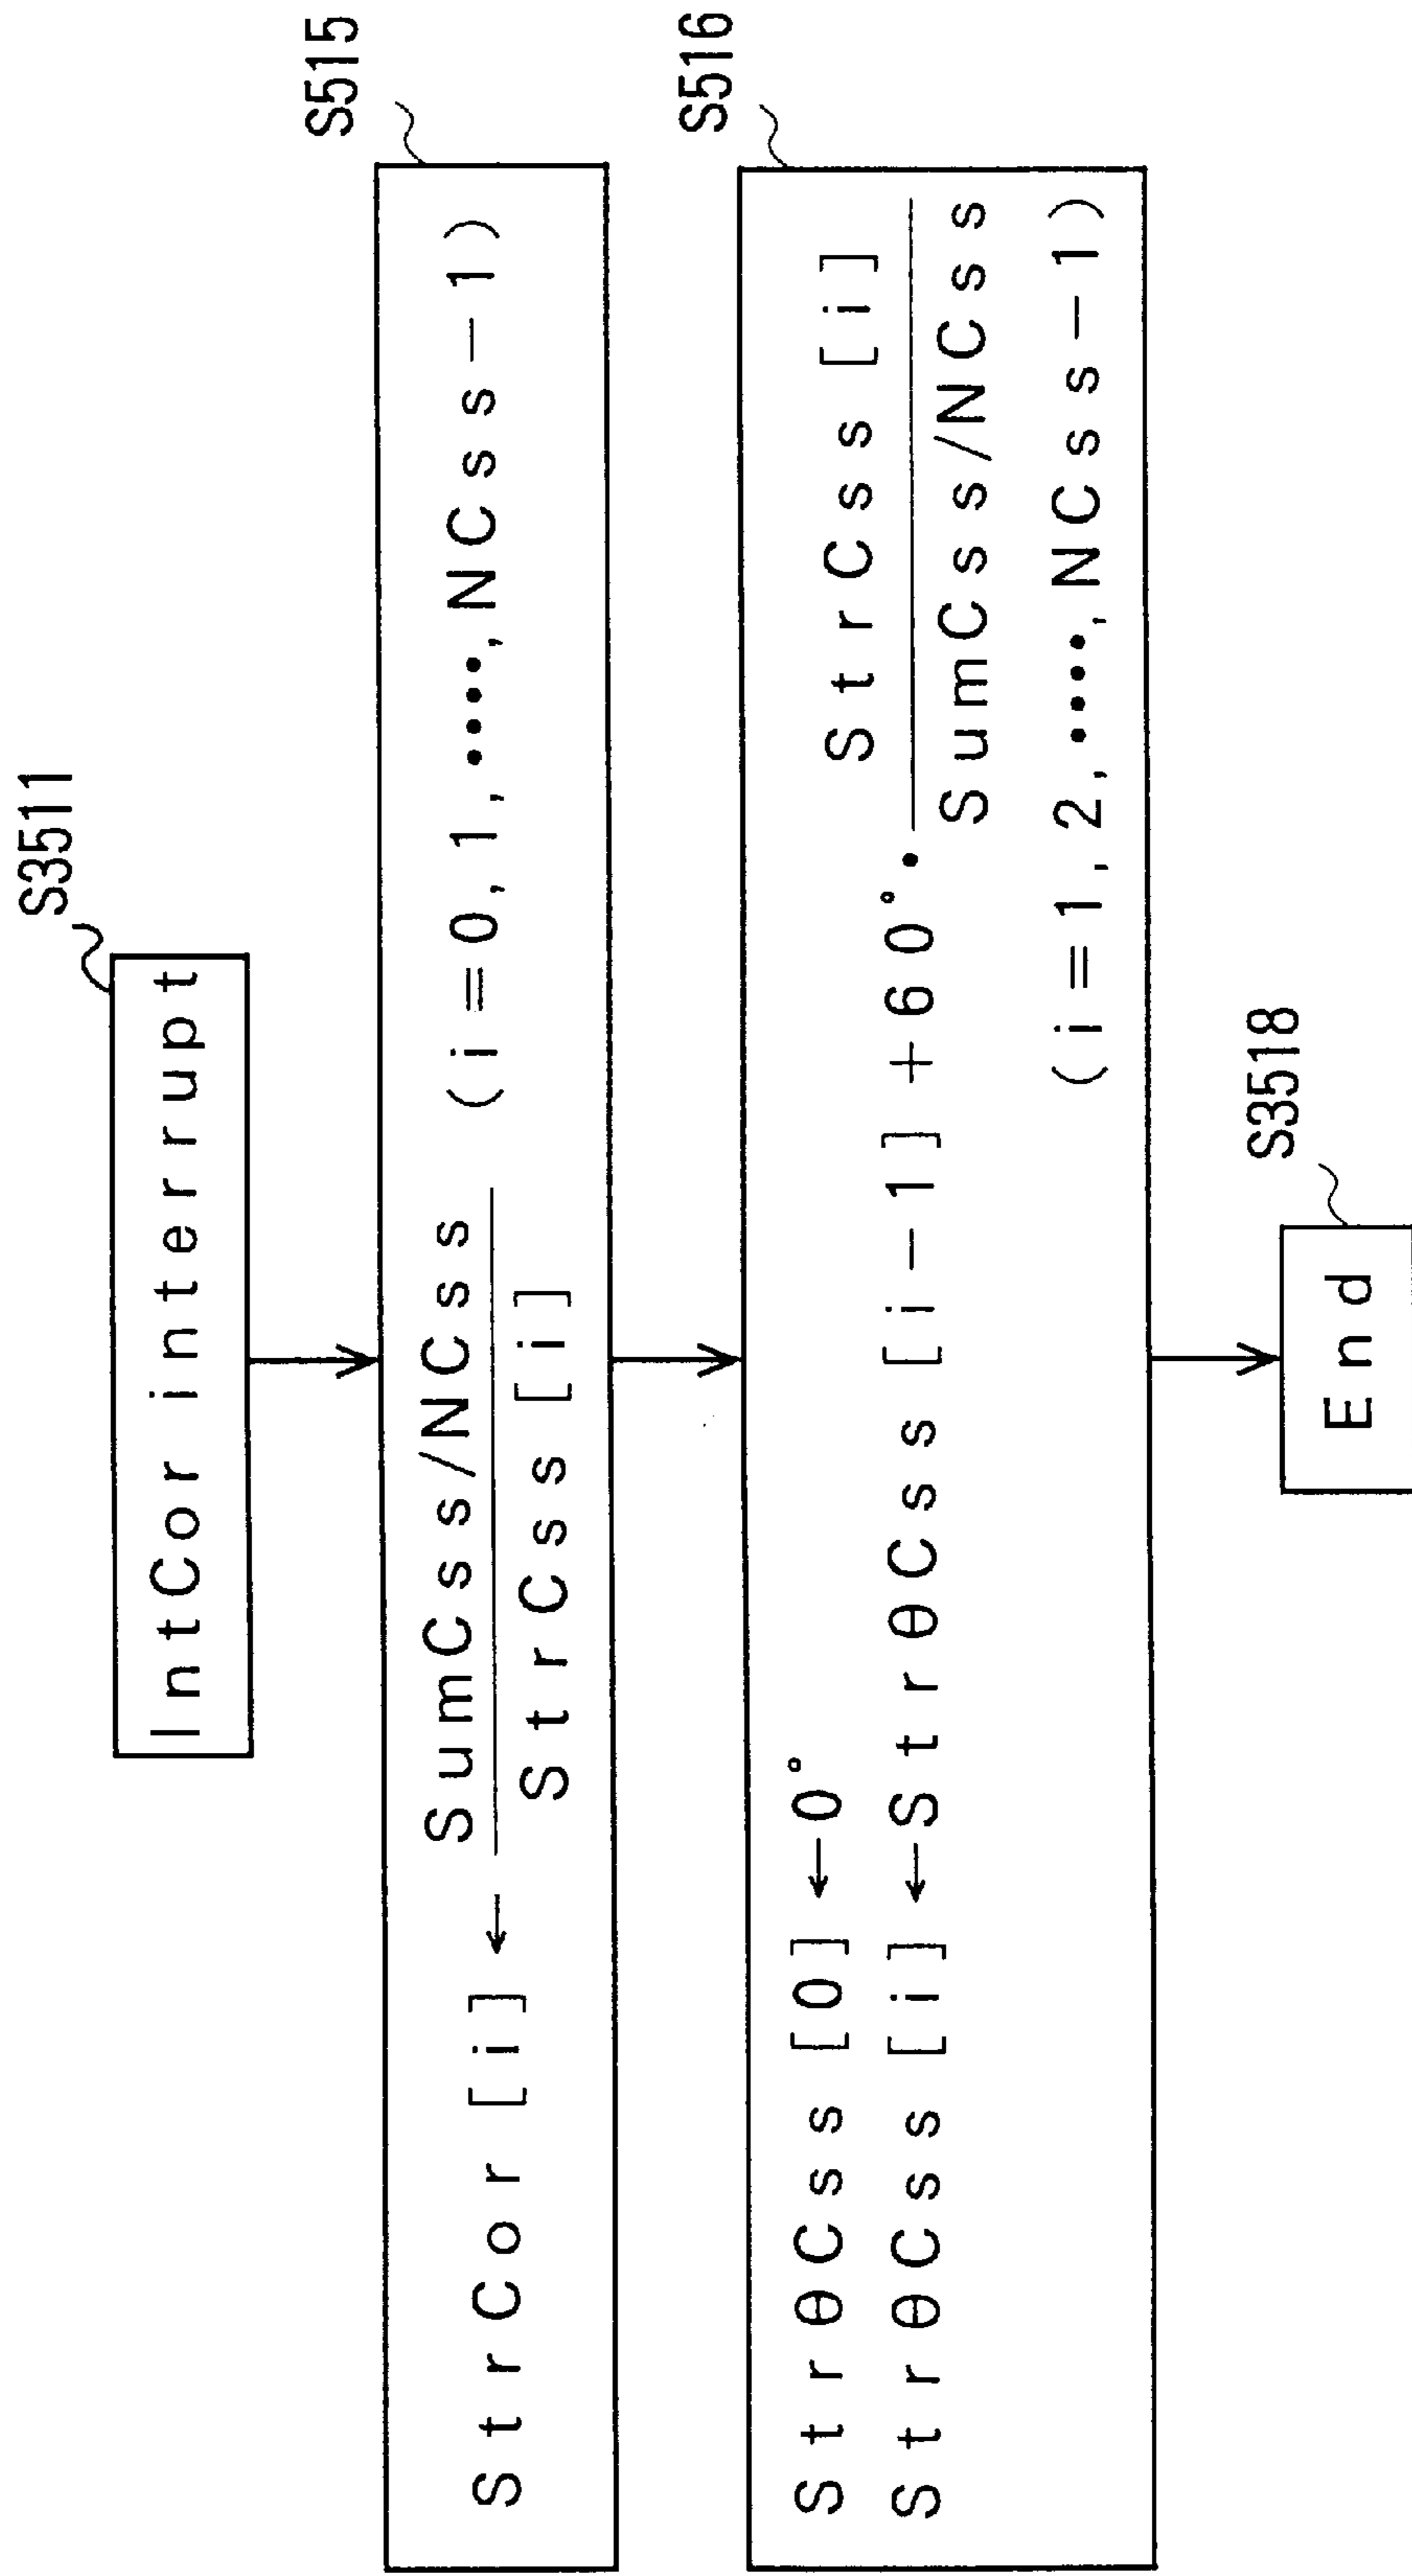 S3511
IntCor interrupt
S515
StrCor [i] ← SumCss/NCss (i=0,1,••••,NCss−1)
StrCss [i]
S516
StrθCss [0] ←0°
StrCss [i]
StrθCss [i] ←StrθCss [i−1] +60°•
SumCss/NCss
(i=1,2,••••,NCss−1)
S3518
End